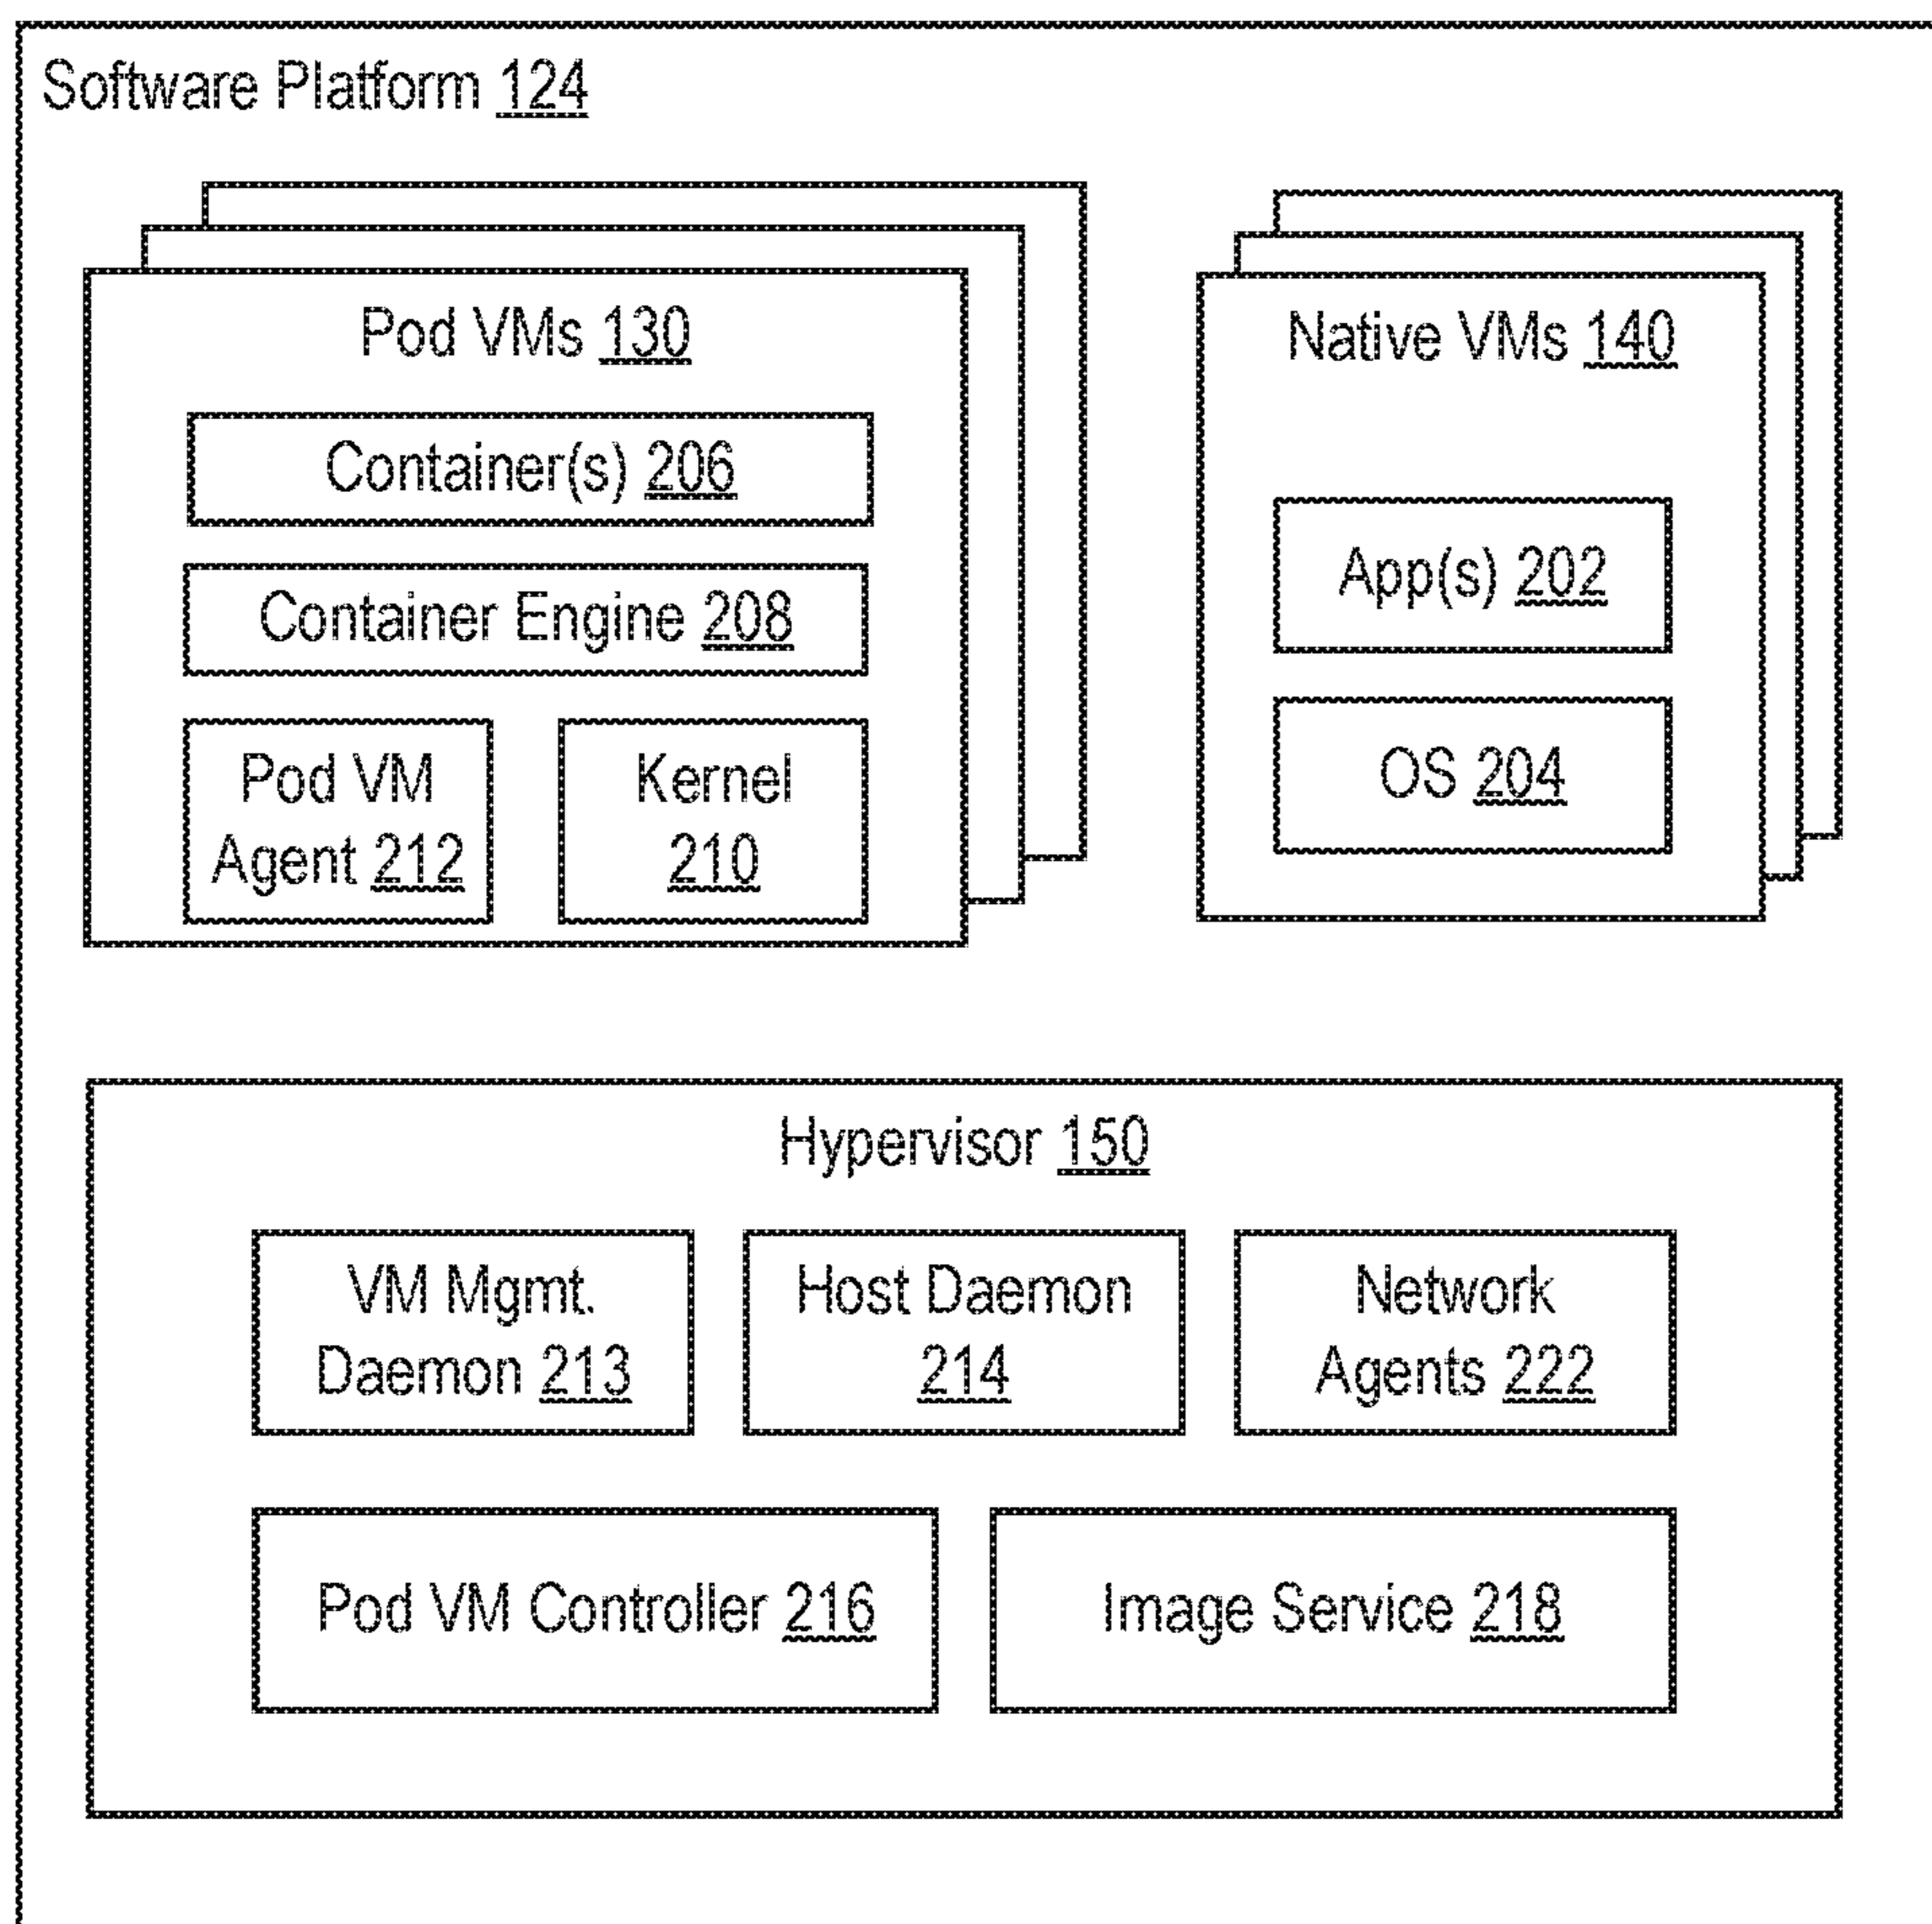 Software Platform 124
Pod VMs 130
Container(s) 206
Container Engine 208
Pod VM
Agent 212
Kernel
210
Native VMs 140
App(s) 202
OS 204
Hypervisor 150
VM Mgmt.
Daemon 213
Host Daemon
214
Network
Agents 222
Pod VM Controller 216
Image Service 218